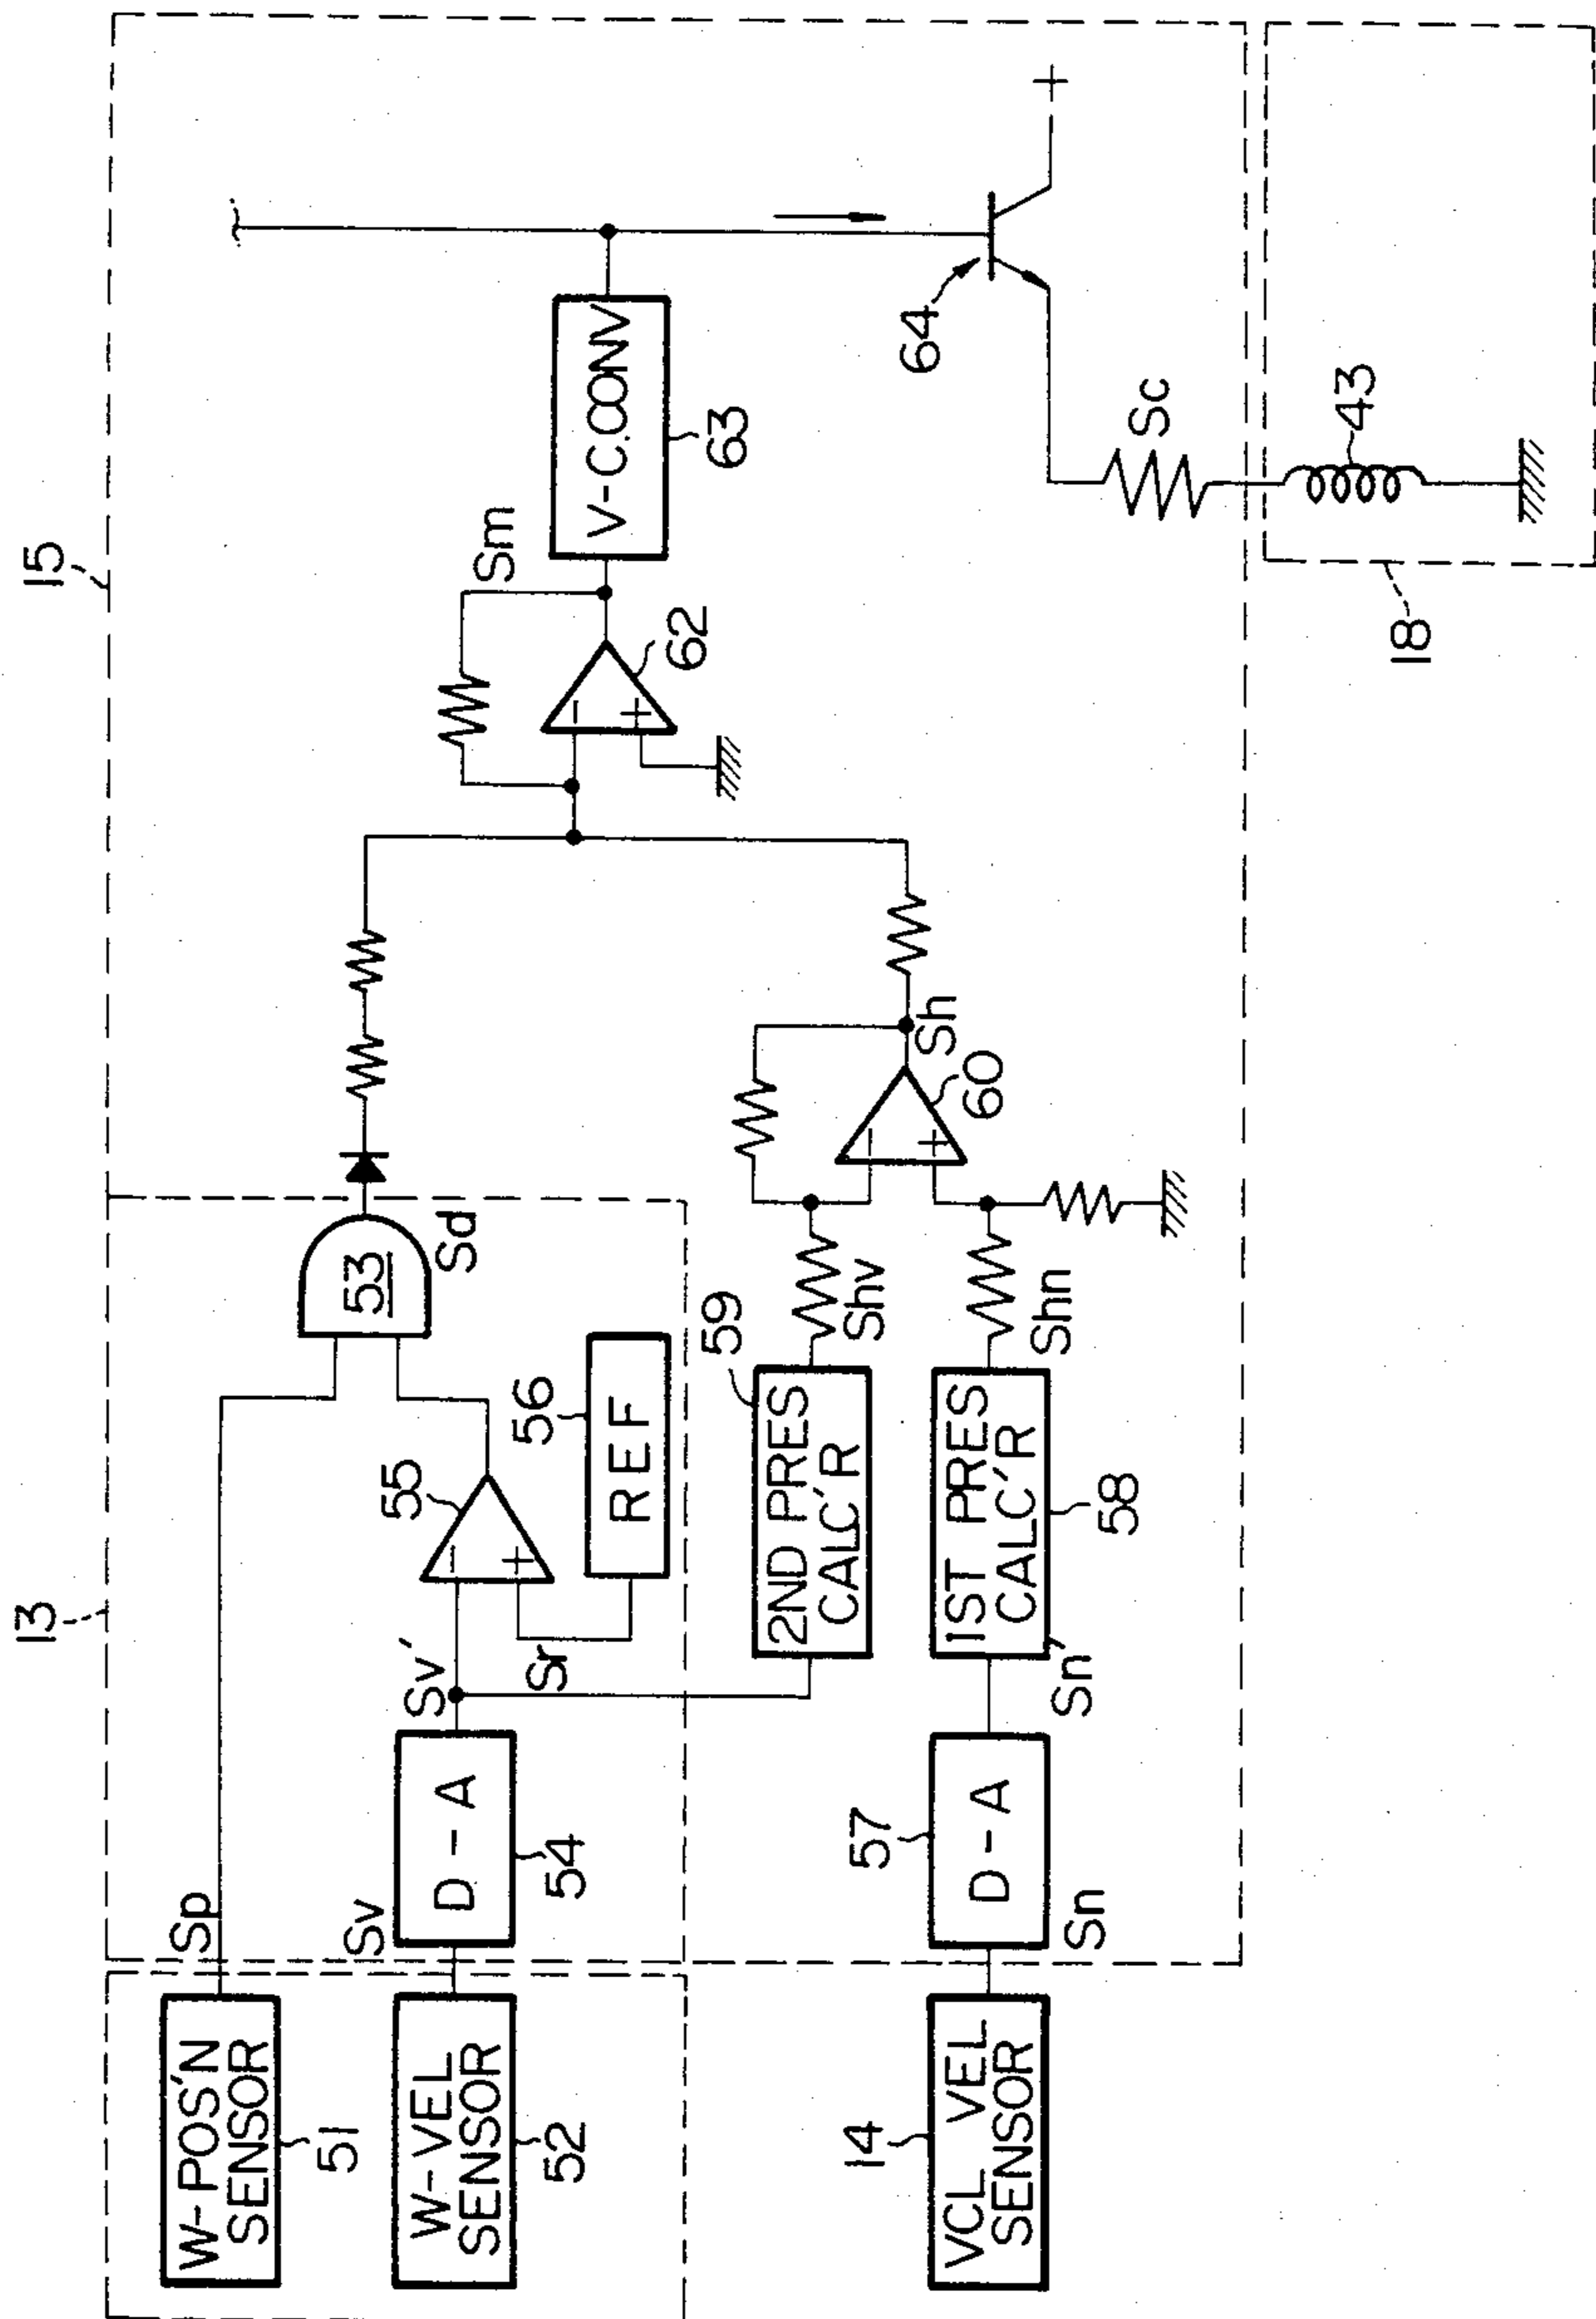 W-POS'N
SENSOR
51
Sp
W-VEL
SENSOR
52
Sv
D-A
54
Sv'
Sr
55
-
+
REF
56
53
Sd
13
15
VCL VEL
SENSOR
14
Sn
D-A
57
Sn'
1ST PRES
CALC'R
58
Shn
2ND PRES
CALC'R
59
Shv
-
+
60
Sh
-
+
62
Sm
V-C.CONV
63
64
+
Sc
43
18